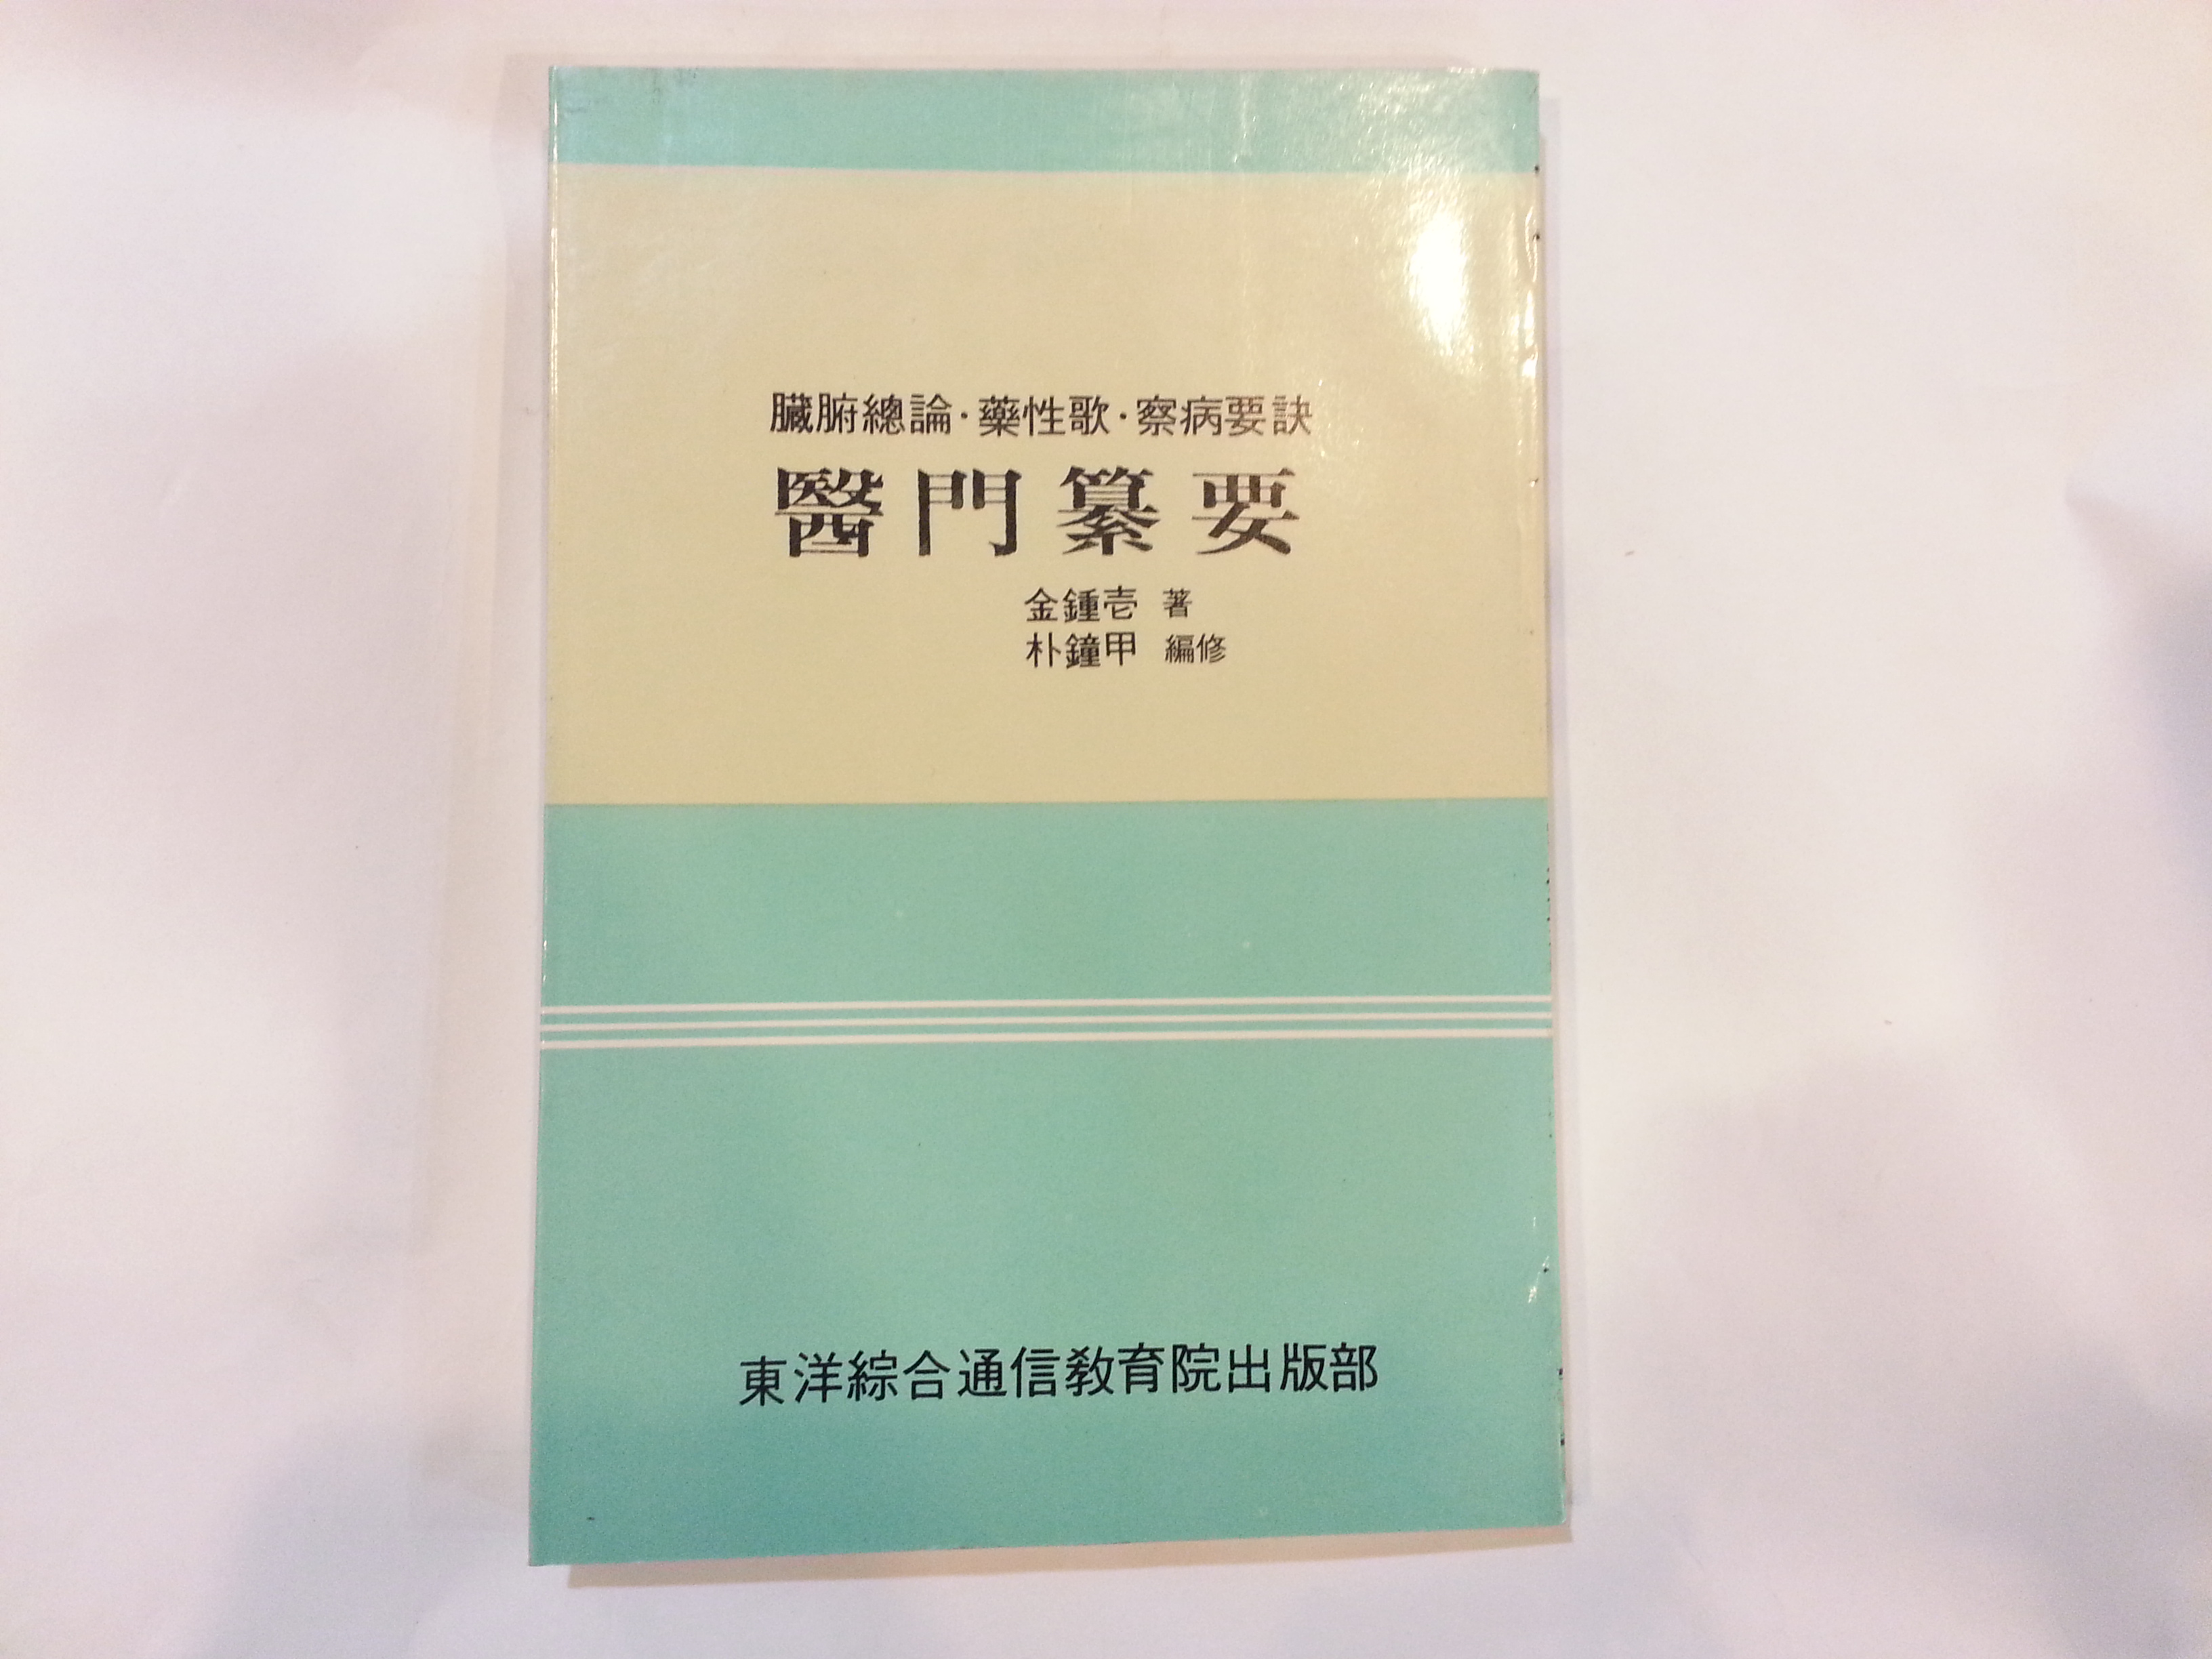 臟腑總論·藥性歌·察病要訣
醫門纂要
金鍾壱 著
朴鐘甲 編修
東洋綜合通信教育院出版部